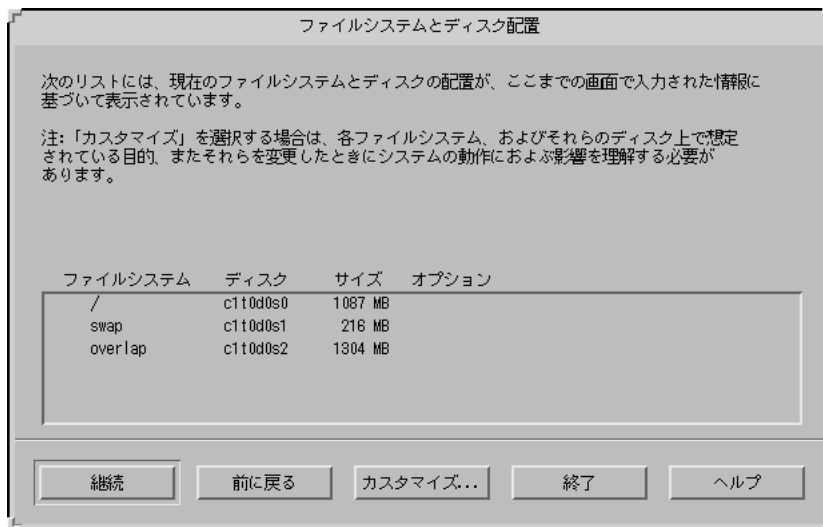 ファイルシステムとディスク配置
次のリストには、現在のファイルシステムとディスクの配置が、ここまでの画面で入力された情報に
基づいて表示されています。
注:「カスタマイズ」を選択する場合は、各ファイルシステム、およびそれらのディスク上で想定
されている目的、またそれらを変更したときにシステムの動作におよぶ影響を理解する必要が
あります。
ファイルシステム ディスク サイズ オプション
/ c1t0d0s0 1087 MB
swap c1t0d0s1 216 MB
overlap c1t0d0s2 1304 MB
継続 前に戻る カスタマイズ... 終了 ヘルプ